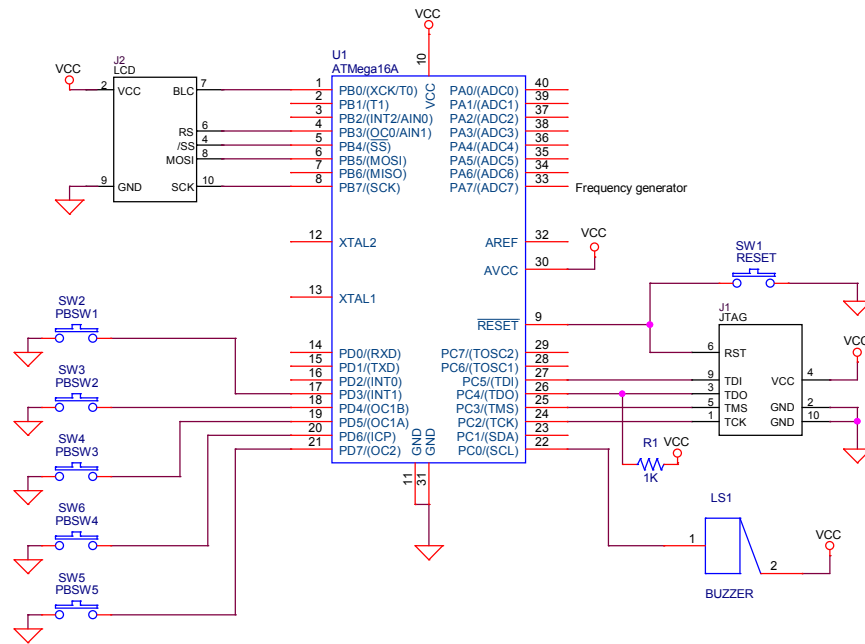 VCC
J2
LCD
VCC
2
VCC
BLC
7
RS
6
/SS
4
MOSI
8
9
GND
SCK
10
U1
ATMega16A
10
VCC
1
PB0/(XCK/T0)
2
PB1/(T1)
3
PB2/(INT2/AIN0)
4
PB3/(OC0/AIN1)
5
PB4/(SS)
6
PB5/(MOSI)
7
PB6/(MISO)
8
PB7/(SCK)
12
XTAL2
13
XTAL1
14
PD0/(RXD)
15
PD1/(TXD)
16
PD2/(INT0)
17
PD3/(INT1)
18
PD4/(OC1B)
19
PD5/(OC1A)
20
PD6/(ICP)
21
PD7/(OC2)
PA0/(ADC0)
40
PA1/(ADC1)
39
PA2/(ADC2)
37
PA3/(ADC3)
38
PA4/(ADC4)
36
PA5/(ADC5)
35
PA6/(ADC6)
34
PA7/(ADC7)
33
Frequency generator
AREF
32
AVCC
30
VCC
RESET
9
PC7/(TOSC2)
29
PC6/(TOSC1)
28
PC5/(TDI)
27
PC4/(TDO)
26
PC3/(TMS)
25
PC2/(TCK)
24
PC1/(SDA)
23
PC0/(SCL)
22
GND
GND
11
31
SW2
PBSW1
SW3
PBSW2
SW4
PBSW3
SW6
PBSW4
SW5
PBSW5
SW1
RESET
J1
JTAG
6
RST
9
TDI
3
TDO
5
TMS
1
TCK
VCC
4
VCC
GND
2
GND
10
R1
VCC
1K
LS1
1
2
VCC
BUZZER